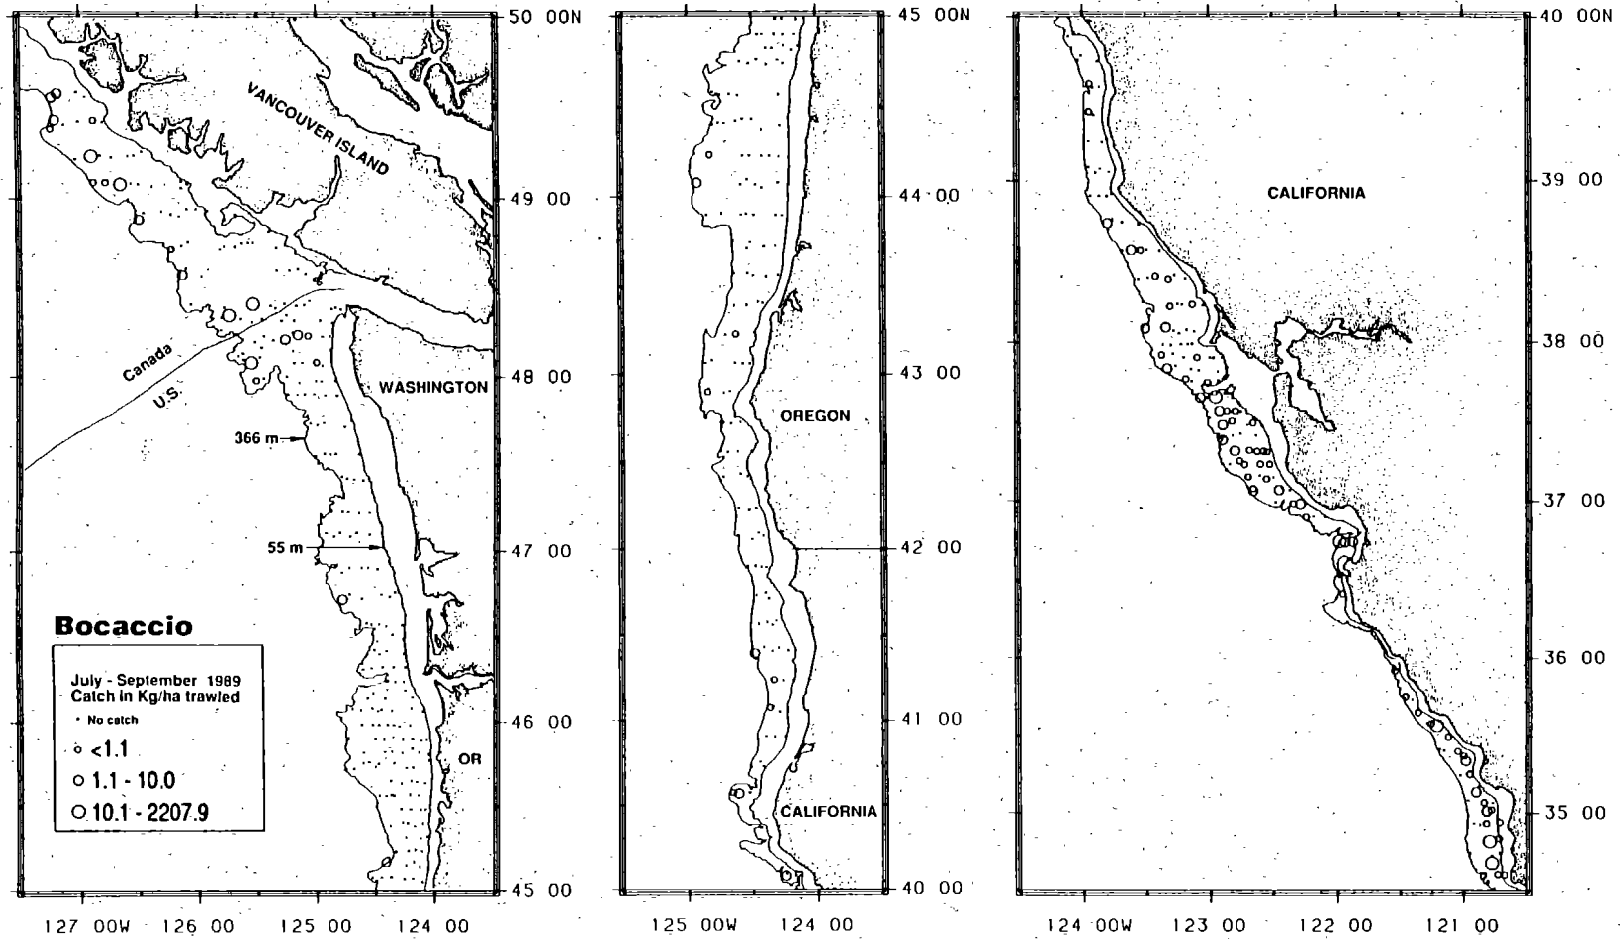 50 00N
VANCOUVER ISLAND
49 00
Canada
U.S.
48 00
WASHINGTON
366 m
55 m
47 00
Bocaccio
July - September 1989
Catch in Kg/ha trawled
No catch
<1.1
1.1 - 10.0
10.1 - 2207.9
46 00
OR
45 00
127 00W 126 00 125 00 124 00
45 00N
44 00
43 00
OREGON
42 00
41 00
CALIFORNIA
40 00
125 00W 124 00
40 00N
39 00
CALIFORNIA
38 00
37 00
36 00
35 00
124 00W 123 00 122 00 121 00